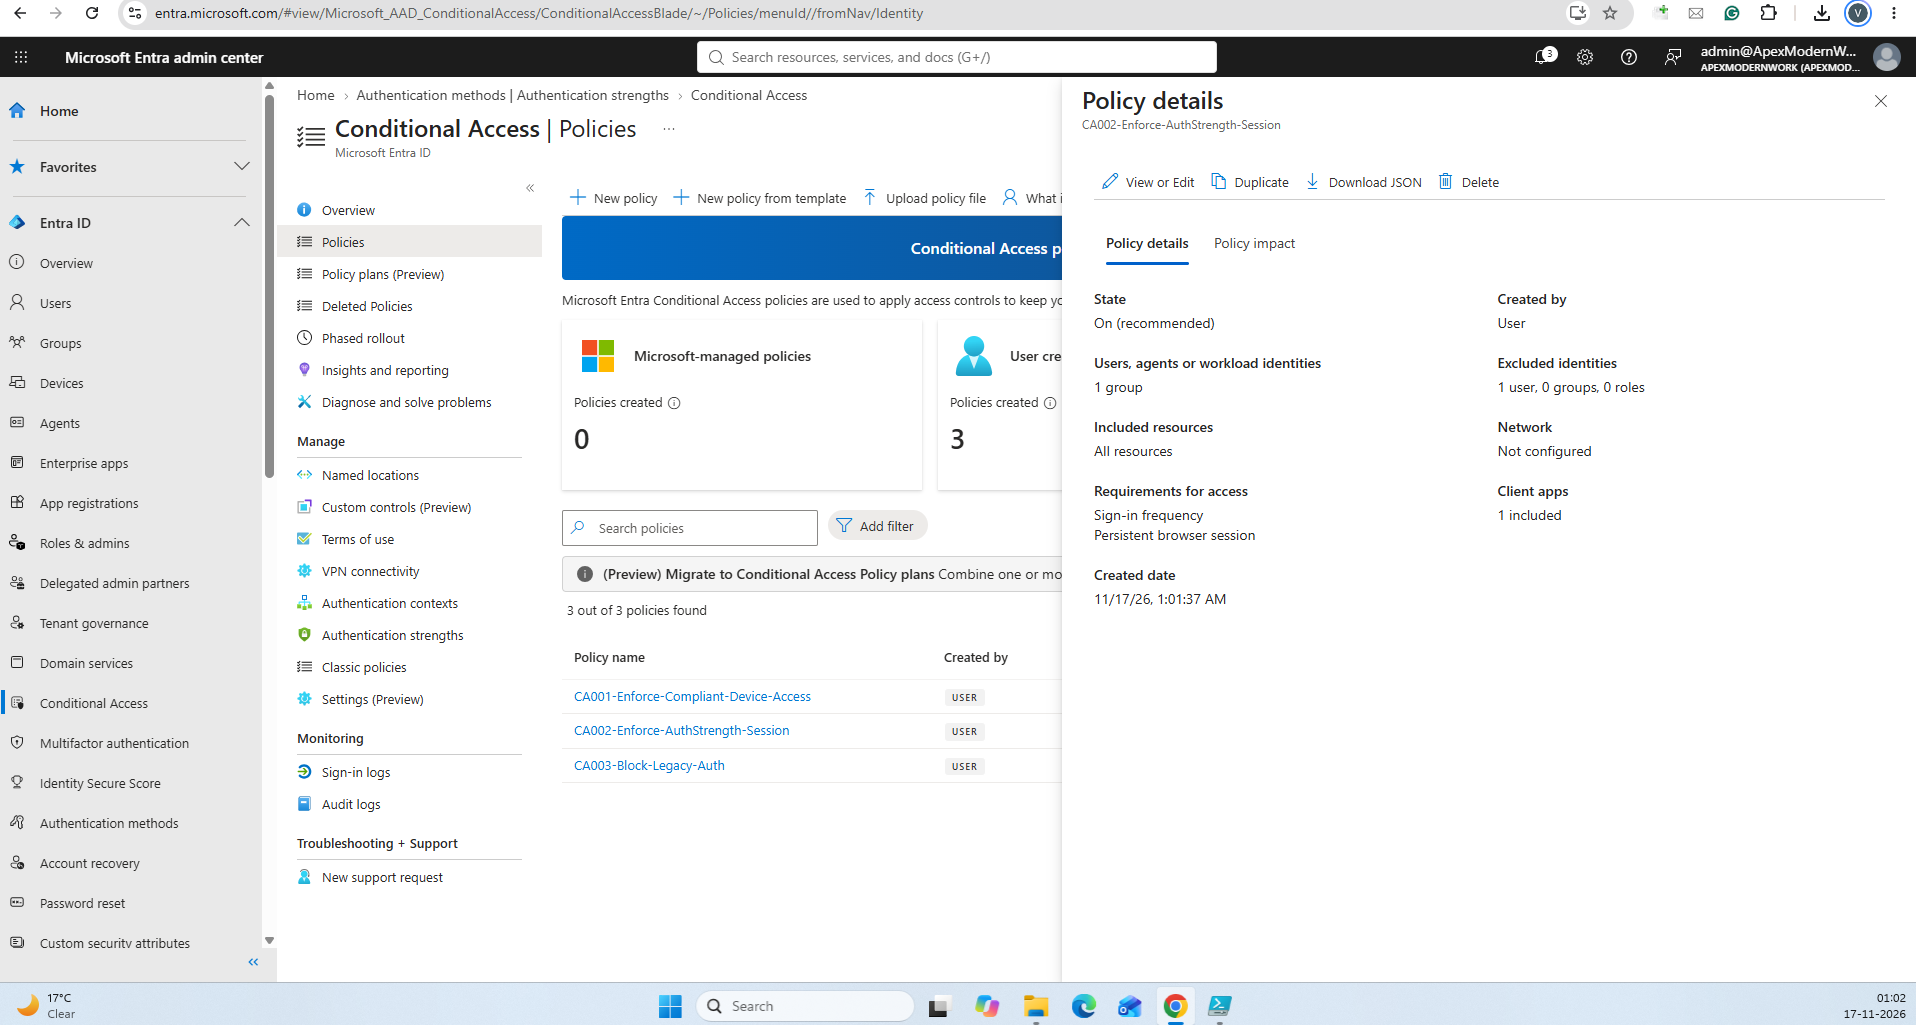 entra.microsoft.com/#view/Microsoft_AAD_ConditionalAccess/ConditionalAccessBlade/~/Policies/menuId//fromNav/Identity
V
Microsoft Entra admin center
Search resources, services, and docs (G+/)
3
admin@ApexModernW...
APEXMODERNWORK (APEXMOD...
Home
Favorites
Entra ID
Overview
Users
Groups
Devices
Agents
Enterprise apps
App registrations
Roles & admins
Delegated admin partners
Tenant governance
Domain services
Conditional Access
Multifactor authentication
Identity Secure Score
Authentication methods
Account recovery
Password reset
Custom security attributes
Home > Authentication methods | Authentication strengths > Conditional Access
Conditional Access | Policies ...
Microsoft Entra ID
Overview
Policies
Policy plans (Preview)
Deleted Policies
Phased rollout
Insights and reporting
Diagnose and solve problems
Manage
Named locations
Custom controls (Preview)
Terms of use
VPN connectivity
Authentication contexts
Authentication strengths
Classic policies
Settings (Preview)
Monitoring
Sign-in logs
Audit logs
Troubleshooting + Support
New support request
New policy
New policy from template
Upload policy file
What i
Conditional Access p
Microsoft Entra Conditional Access policies are used to apply access controls to keep yo
Microsoft-managed policies
Policies created
0
User cre
Policies created
3
Search policies
Add filter
(Preview) Migrate to Conditional Access Policy plans Combine one or mo
3 out of 3 policies found
Policy name Created by
CA001-Enforce-Compliant-Device-Access USER
CA002-Enforce-AuthStrength-Session USER
CA003-Block-Legacy-Auth USER
Policy details
CA002-Enforce-AuthStrength-Session
View or Edit
Duplicate
Download JSON
Delete
Policy details
Policy impact
State
On (recommended)
Created by
User
Users, agents or workload identities
1 group
Excluded identities
1 user, 0 groups, 0 roles
Included resources
All resources
Network
Not configured
Requirements for access
Sign-in frequency
Persistent browser session
Client apps
1 included
Created date
11/17/26, 1:01:37 AM
17°C
Clear
Search
01:02
17-11-2026